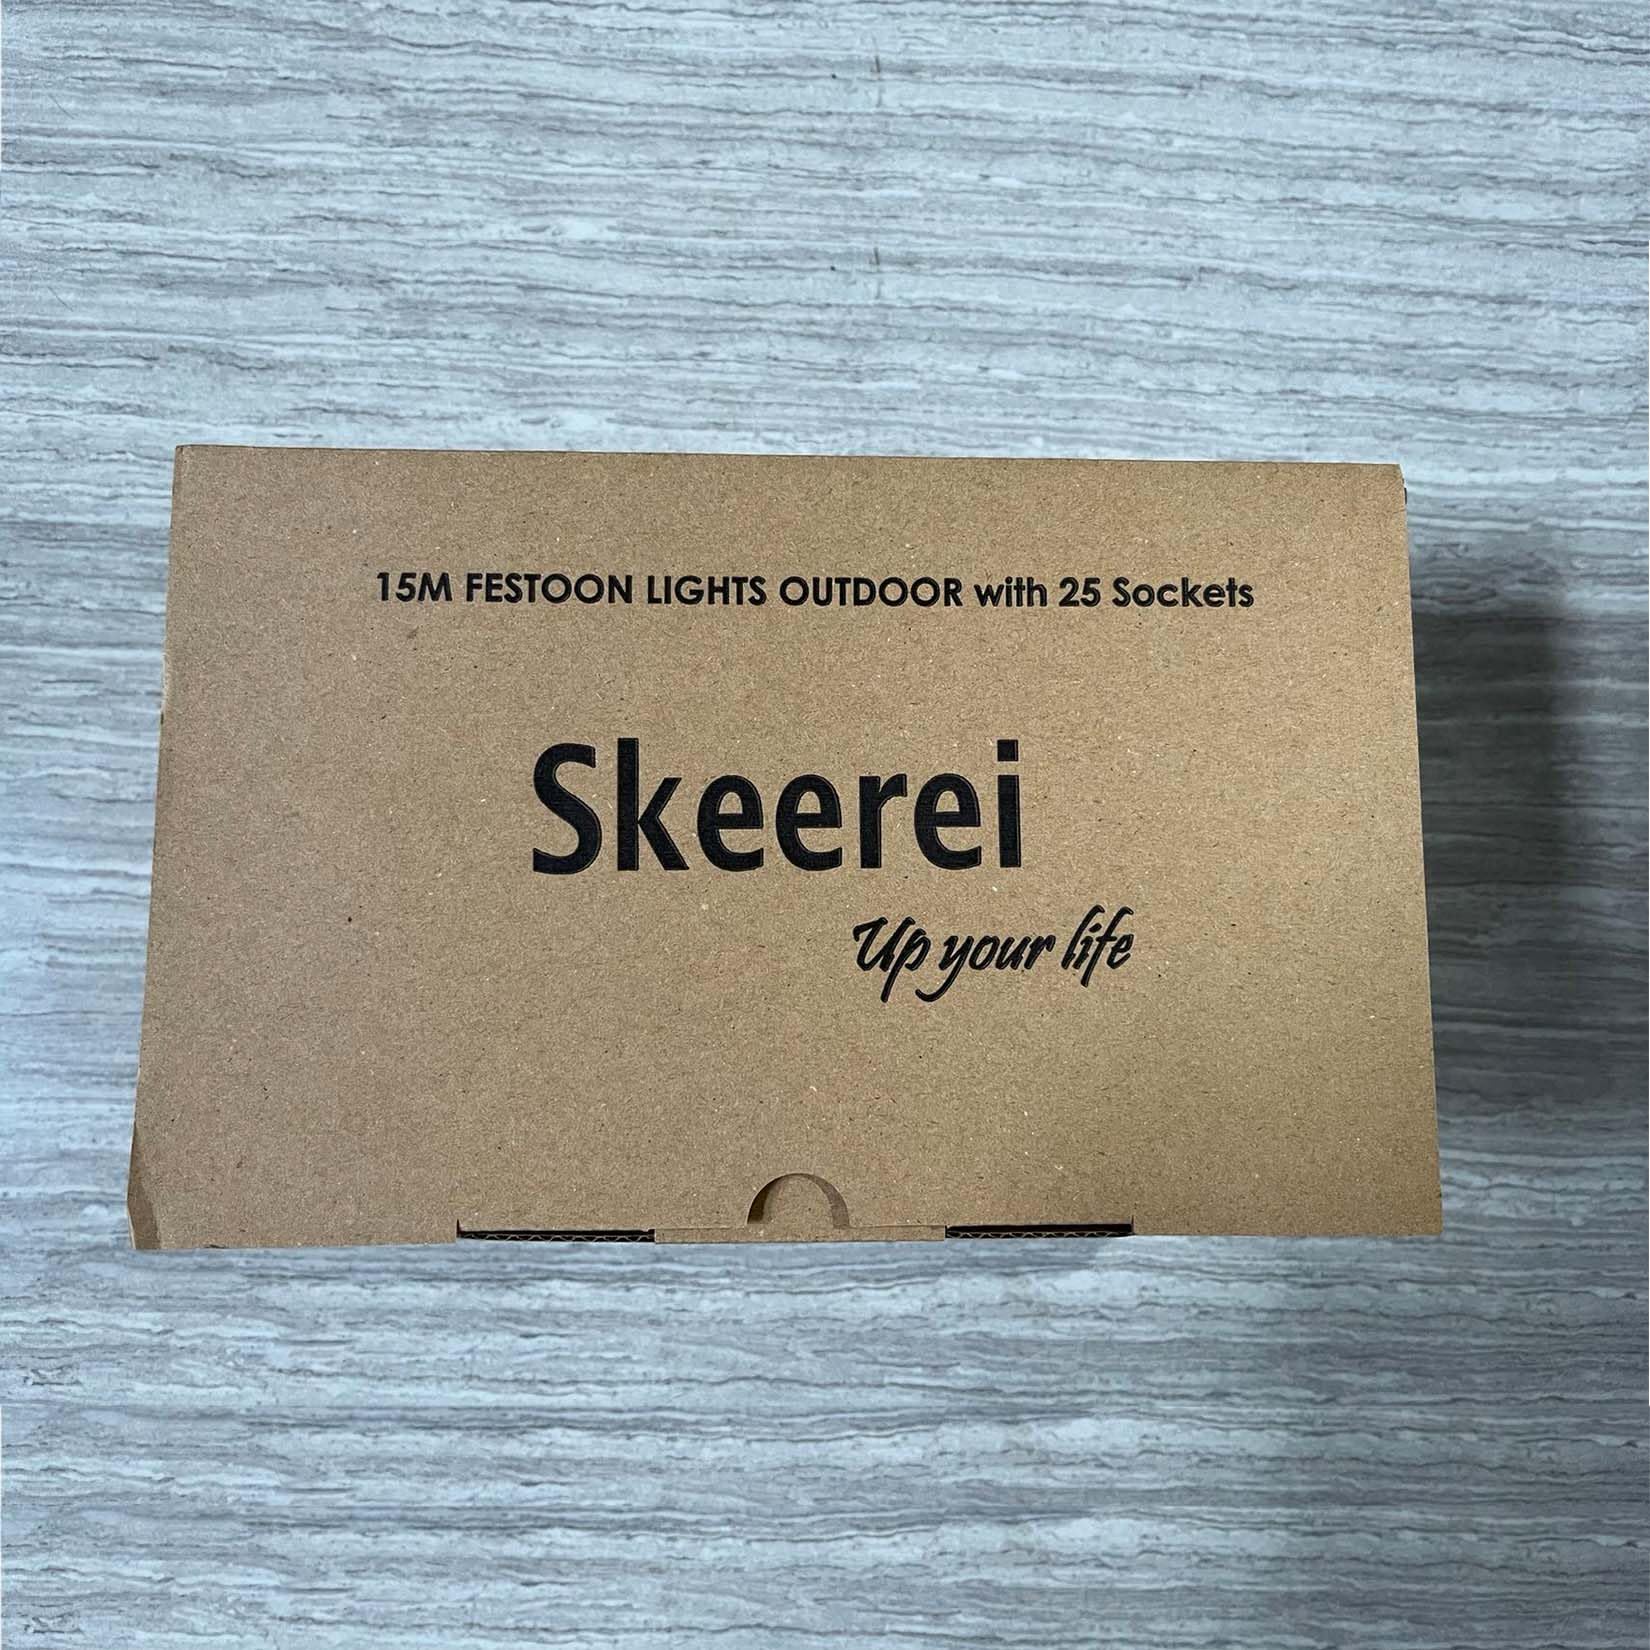 15M FESTOON LIGHTS OUTDOOR with 25 Sockets
Skeerei
Up your life